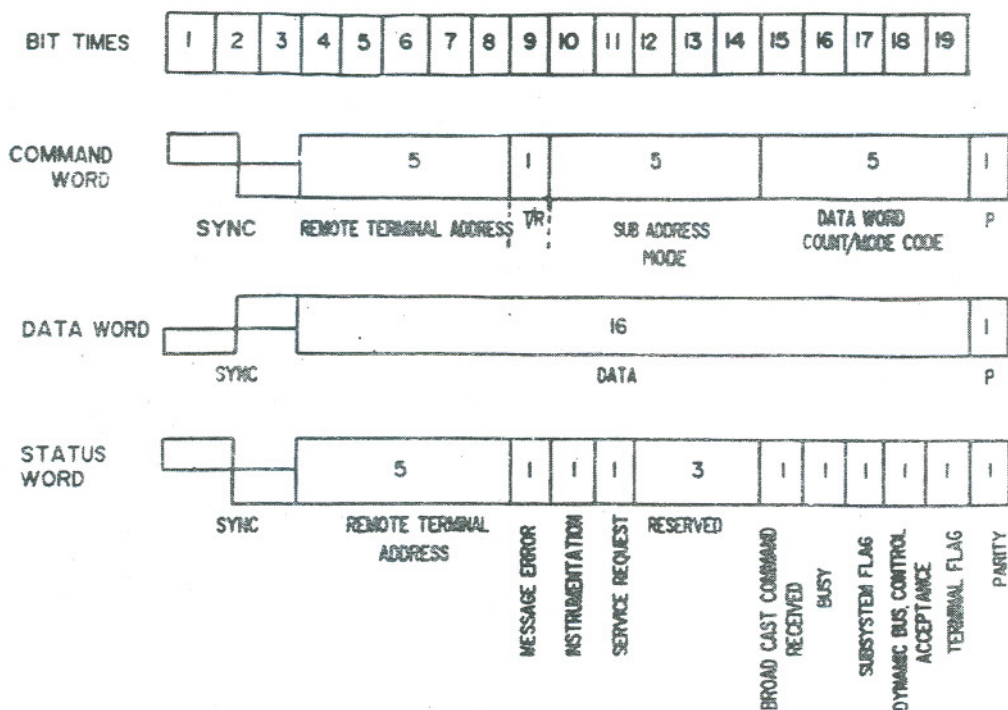 BIT TIMES 1 2 3 4 5 6 7 8 9 10 11 12 13 14 15 16 17 18 19
COMMAND WORD 5 1 5 5 1
SYNC REMOTE TERMINAL ADDRESS T/R SUB ADDRESS MODE DATA WORD COUNT/MODE CODE P
DATA WORD 16 1
SYNC DATA P
STATUS WORD 5 1 1 1 3 1 1 1 1 1 1
SYNC REMOTE TERMINAL ADDRESS
MESSAGE ERROR
INSTRUMENTATION
SERVICE REQUEST
RESERVED
BROAD CAST COMMAND RECEIVED
BUSY
SUBSYSTEM FLAG
DYNAMIC BUS, CONTROL ACCEPTANCE
TERMINAL FLAG
PARITY